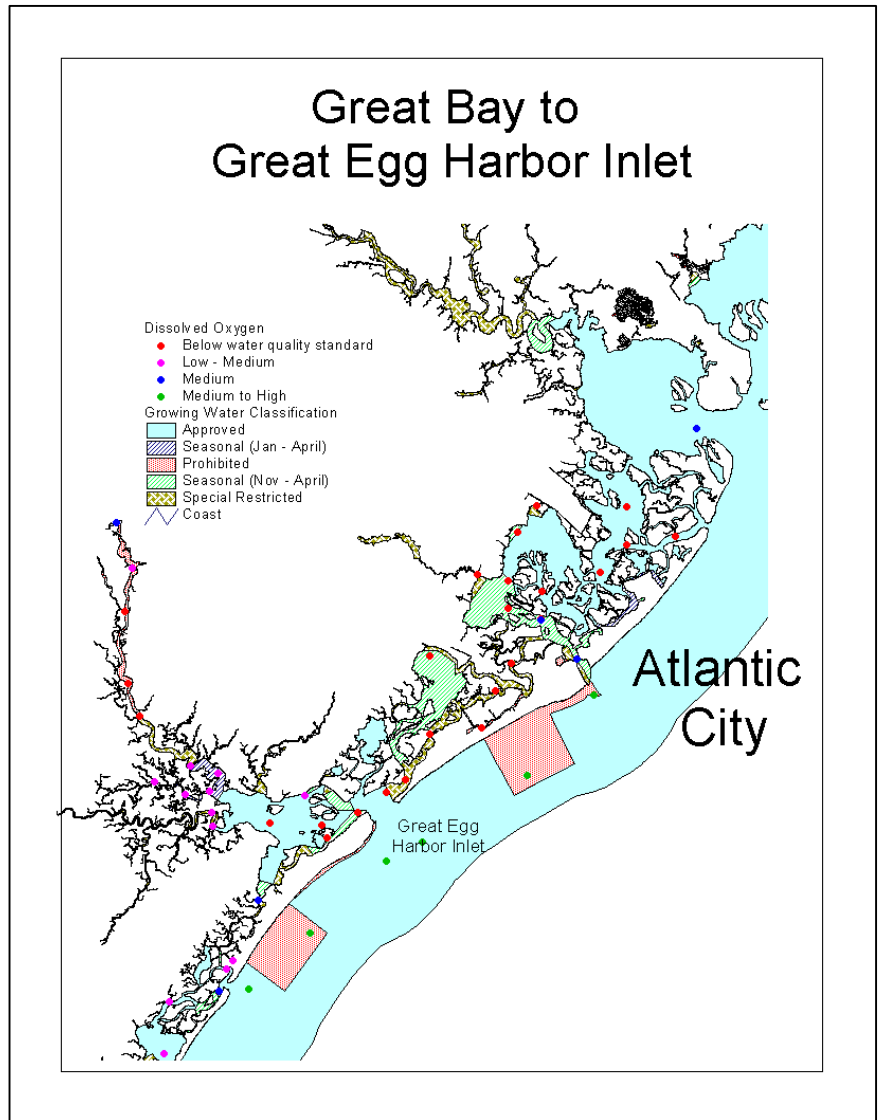 Great Bay to
Great Egg Harbor Inlet
Dissolved Oxygen
Below water quality standard
Low - Medium
Medium
Medium to High
Growing Water Classification
Approved
Seasonal (Jan - April)
Prohibited
Seasonal (Nov - April)
Special Restricted
Coast
Atlantic
City
Great Egg
Harbor Inlet